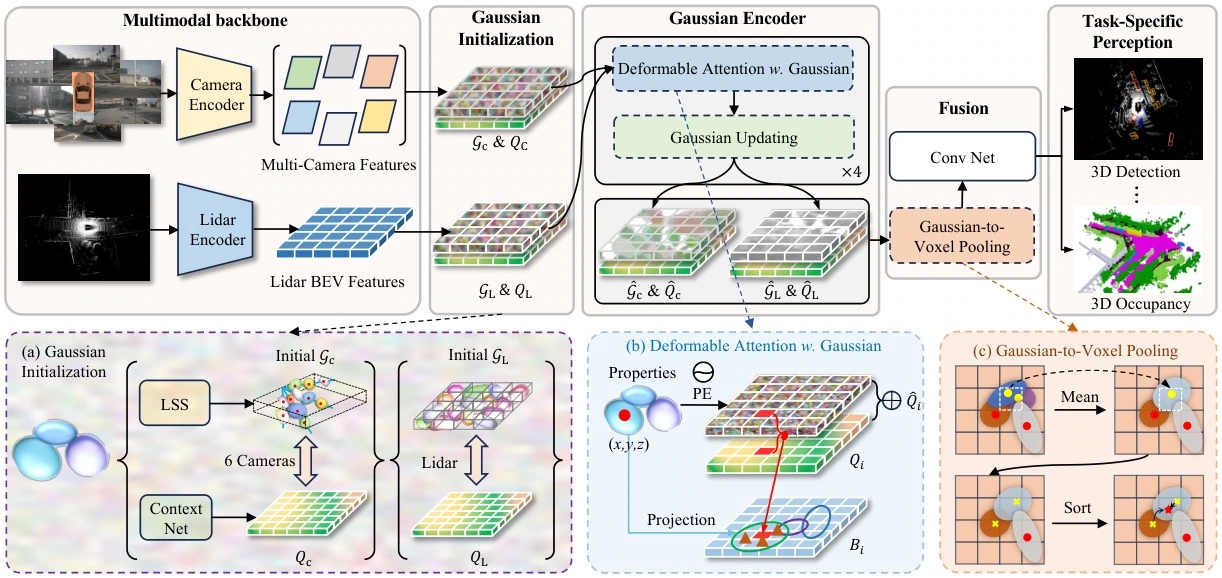 Multimodal backbone
Camera
Encoder
Multi-Camera Features
Lidar
Encoder
Lidar BEV Features
Gaussian
Initialization
𝒢c & QC
𝒢L & QL
Gaussian Encoder
Deformable Attention w. Gaussian
Gaussian Updating
×4
𝒢̂c & Q̂c
𝒢̂L & Q̂L
Fusion
Conv Net
Gaussian-to-
Voxel Pooling
Task-Specific
Perception
3D Detection
⋮
3D Occupancy
(a) Gaussian
Initialization
LSS
Context
Net
Initial 𝒢c
6 Cameras
Qc
Initial 𝒢L
Lidar
QL
(b) Deformable Attention w. Gaussian
Properties
(x,y,z)
PE
⊕ Q̂i
Qi
Projection
Bi
(c) Gaussian-to-Voxel Pooling
Mean
Sort